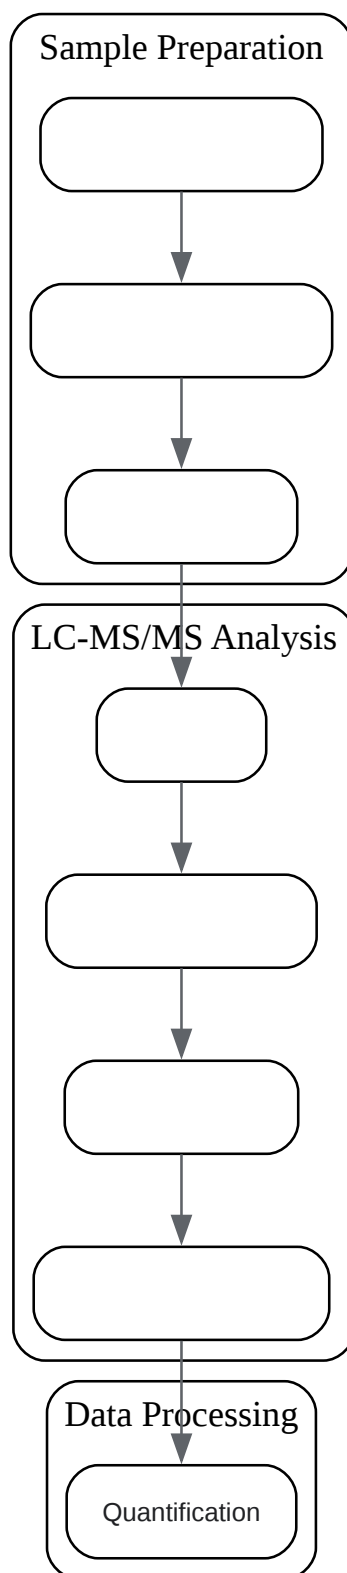 Sample Preparation
LC-MS/MS Analysis
Data Processing
Quantification